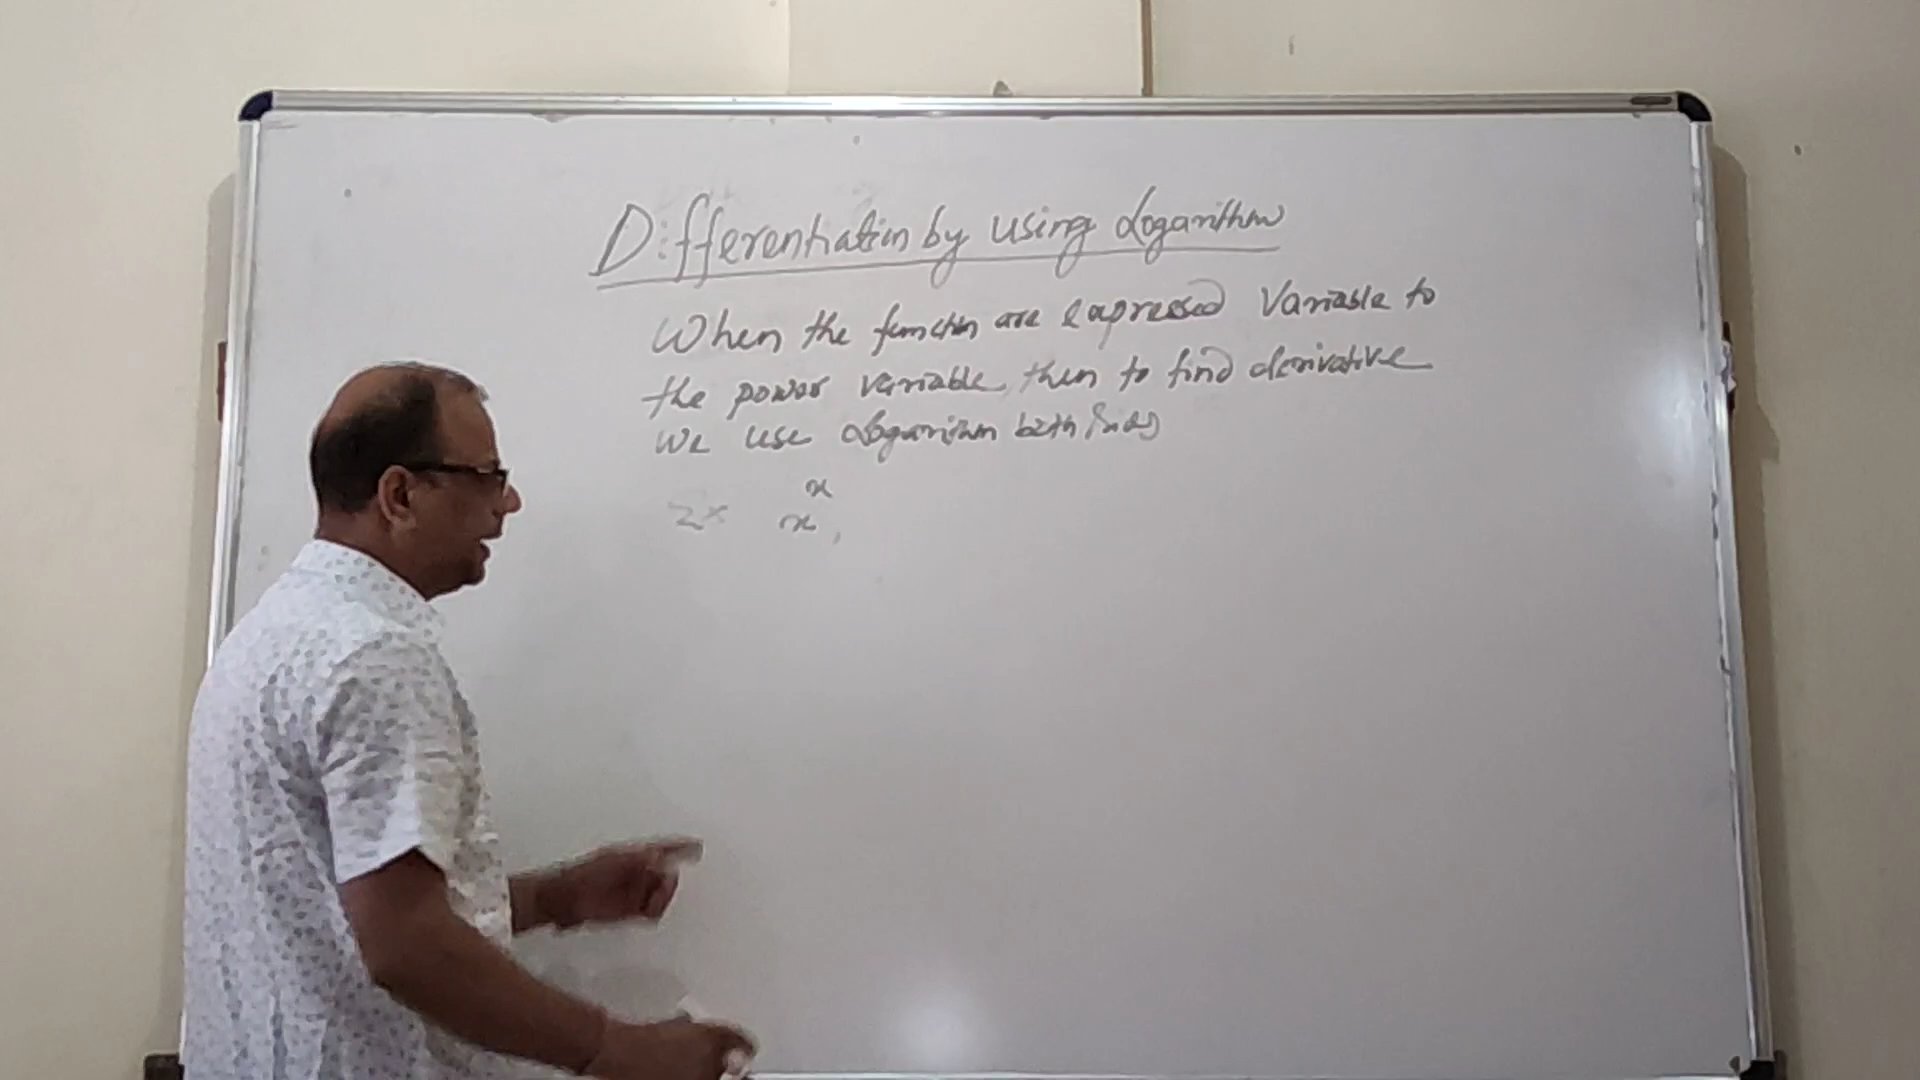 Differentiation by using Logarithm
When the function are expressed Variable to
the power variable, then to find derivative
we use Logarithm both sides
Ex x^x,